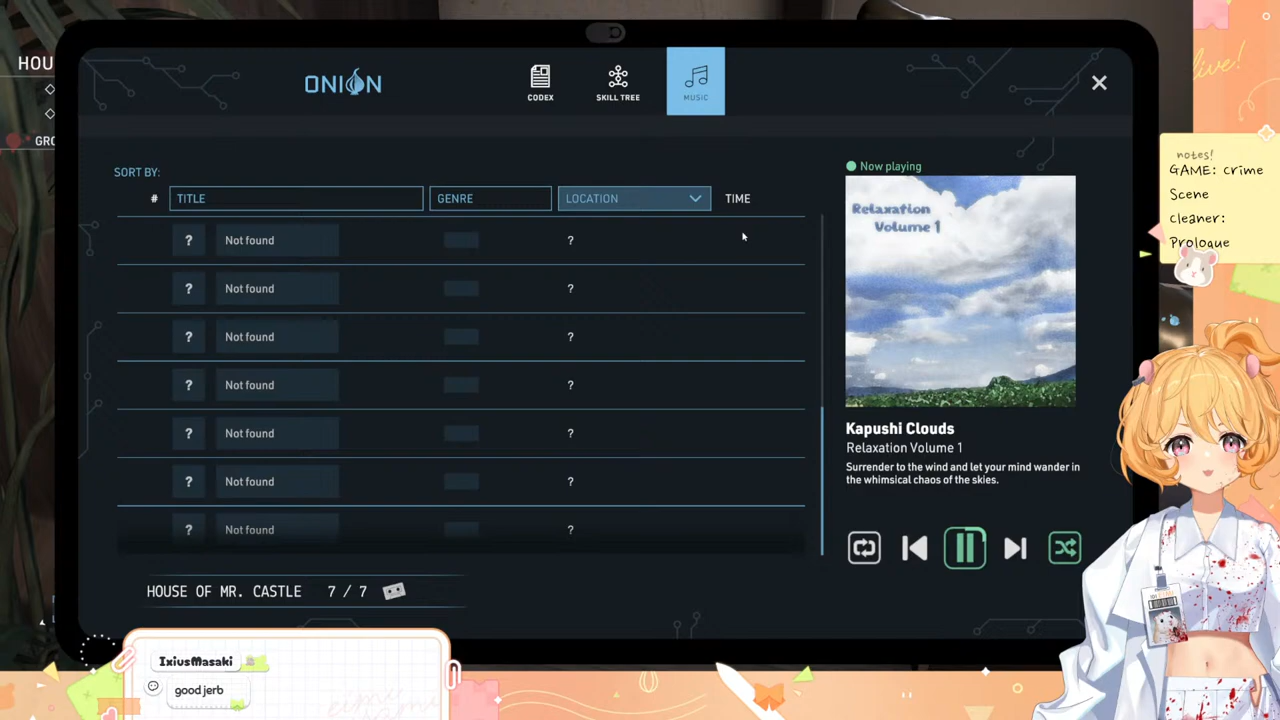 HOU
GRO
ONION
CODEX
SKILL TREE
MUSIC
SORT BY:
#
TITLE
GENRE
LOCATION
TIME
? Not found ?
? Not found ?
? Not found ?
? Not found ?
? Not found ?
? Not found ?
? Not found ?
HOUSE OF MR. CASTLE 7 / 7
Now playing
Relaxation
Volume 1
Kapushi Clouds
Relaxation Volume 1
Surrender to the wind and let your mind wander in
the whimsical chaos of the skies.
live!
notes!
GAME: crime
Scene
cleaner:
Prologue
IxiusMasaki
good jerb